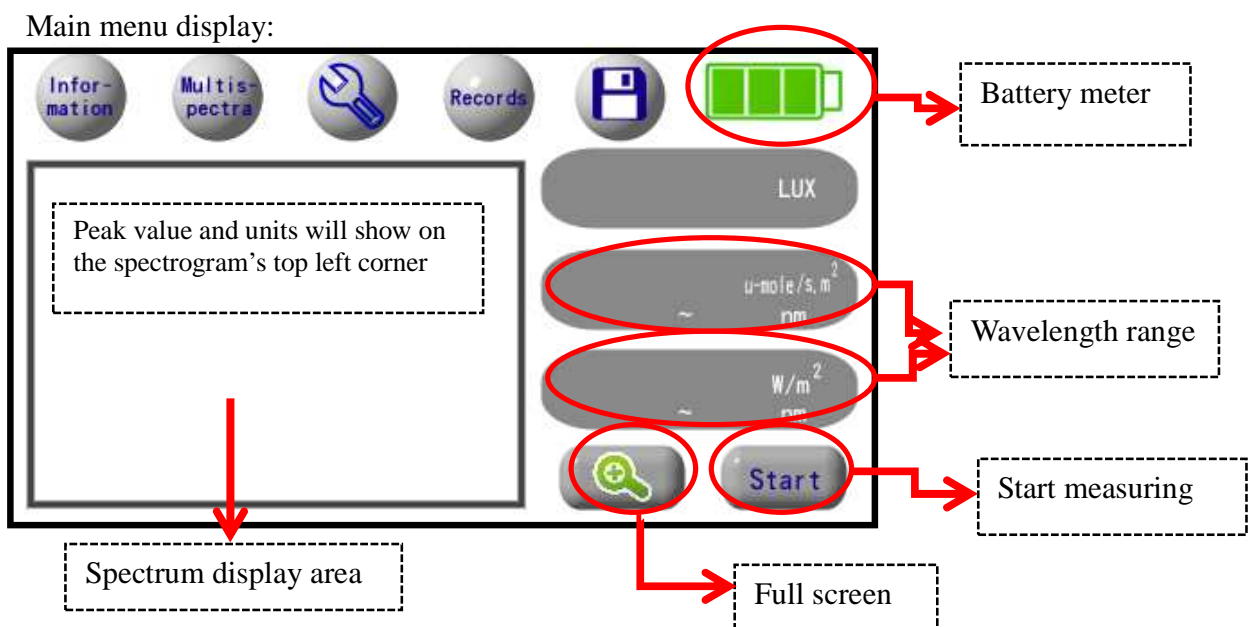 Main menu display:
Infor-
mation
Multis-
pectra
Records
Battery meter
LUX
Peak value and units will show on
the spectrogram's top left corner
u-mole/s,m²
~ nm
Wavelength range
W/m²
~ nm
Start
Start measuring
Spectrum display area
Full screen